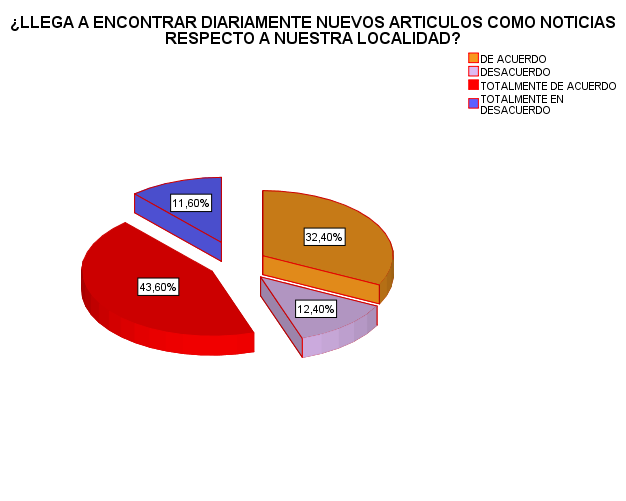 ¿LLEGA A ENCONTRAR DIARIAMENTE NUEVOS ARTICULOS COMO NOTICIAS
RESPECTO A NUESTRA LOCALIDAD?
DE ACUERDO
DESACUERDO
TOTALMENTE DE ACUERDO
TOTALMENTE EN
DESACUERDO
11,60%
32,40%
43,60%
12,40%